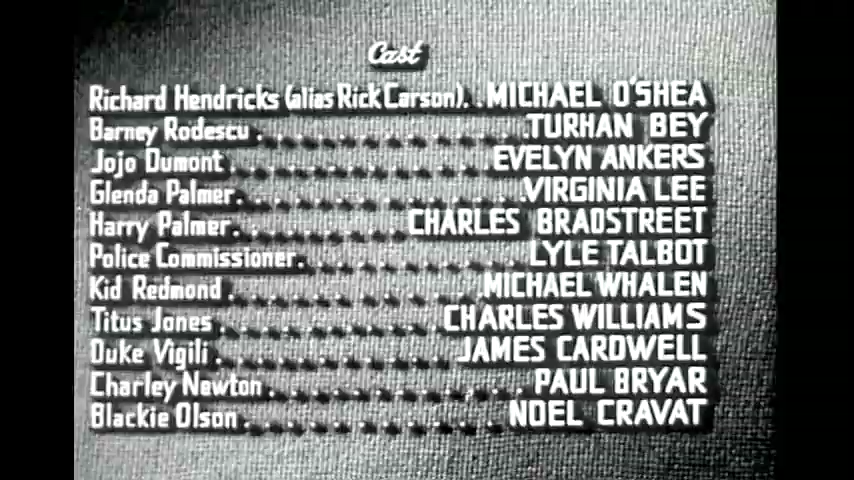 Cast
Richard Hendricks (alias Rick Carson). . MICHAEL O'SHEA
Barney Rodescu . . . . . . . . . . . . . . . TURHAN BEY
Jojo Dumont . . . . . . . . . . . . . . . EVELYN ANKERS
Glenda Palmer. . . . . . . . . . . . . . . VIRGINIA LEE
Harry Palmer. . . . . . . . . . . CHARLES BRADSTREET
Police Commissioner. . . . . . . . . . . . LYLE TALBOT
Kid Redmond . . . . . . . . . . . . . . MICHAEL WHALEN
Titus Jones . . . . . . . . . . . . . CHARLES WILLIAMS
Duke Vigili . . . . . . . . . . . . . . JAMES CARDWELL
Charley Newton . . . . . . . . . . . . . . . PAUL BRYAR
Blackie Olson . . . . . . . . . . . . . . . NOEL CRAVAT